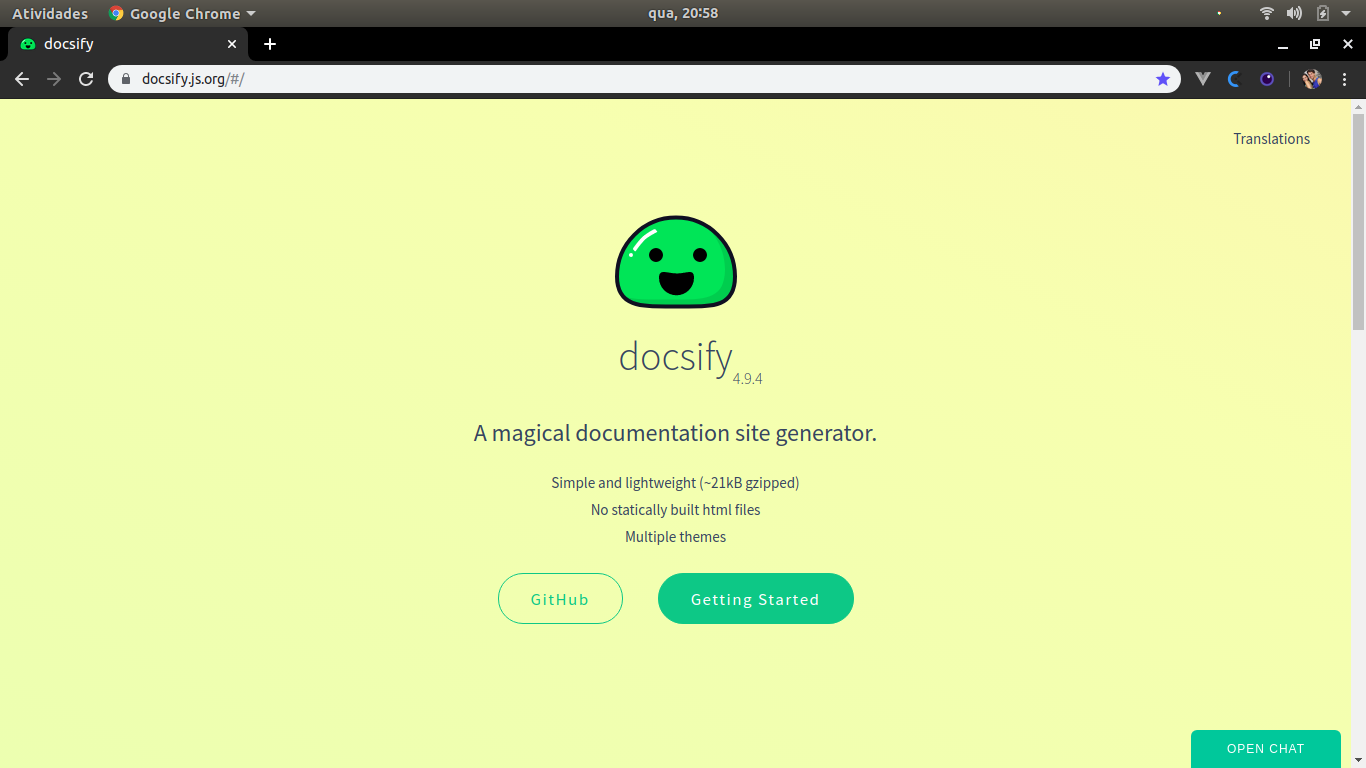 Atividades Google Chrome qua, 20:58
docsify
docsify.js.org/#/
Translations
docsify 4.9.4
A magical documentation site generator.
Simple and lightweight (~21kB gzipped)
No statically built html files
Multiple themes
GitHub Getting Started
OPEN CHAT